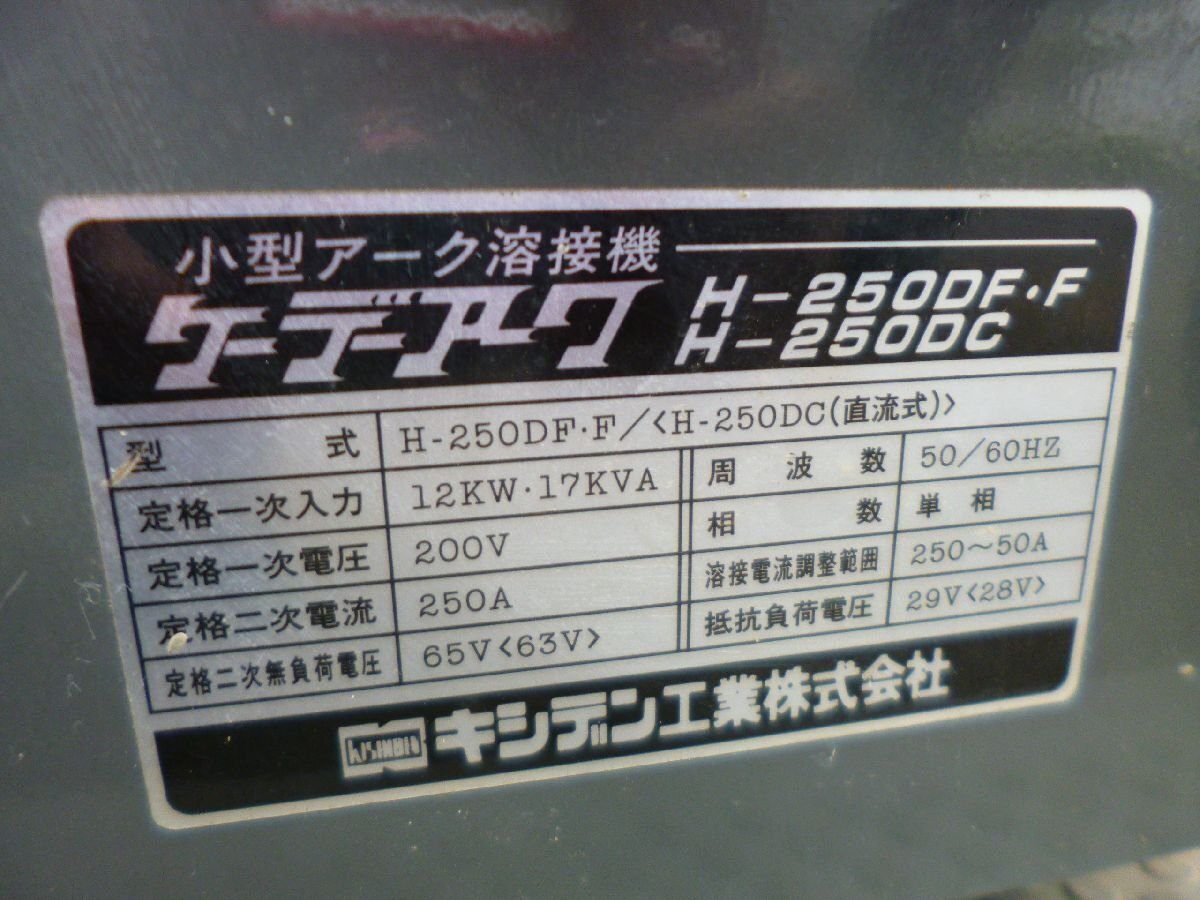 小型アーク溶接機
ケーデアーク H-250DF・F
H-250DC
型式 H-250DF・F/<H-250DC(直流式)>
定格一次入力 12KW・17KVA 周波数 50/60HZ
定格一次電圧 200V 相数 単相
定格二次電流 250A 溶接電流調整範囲 250～50A
定格二次無負荷電圧 65V<63V> 抵抗負荷電圧 29V<28V>
キシデン工業株式会社